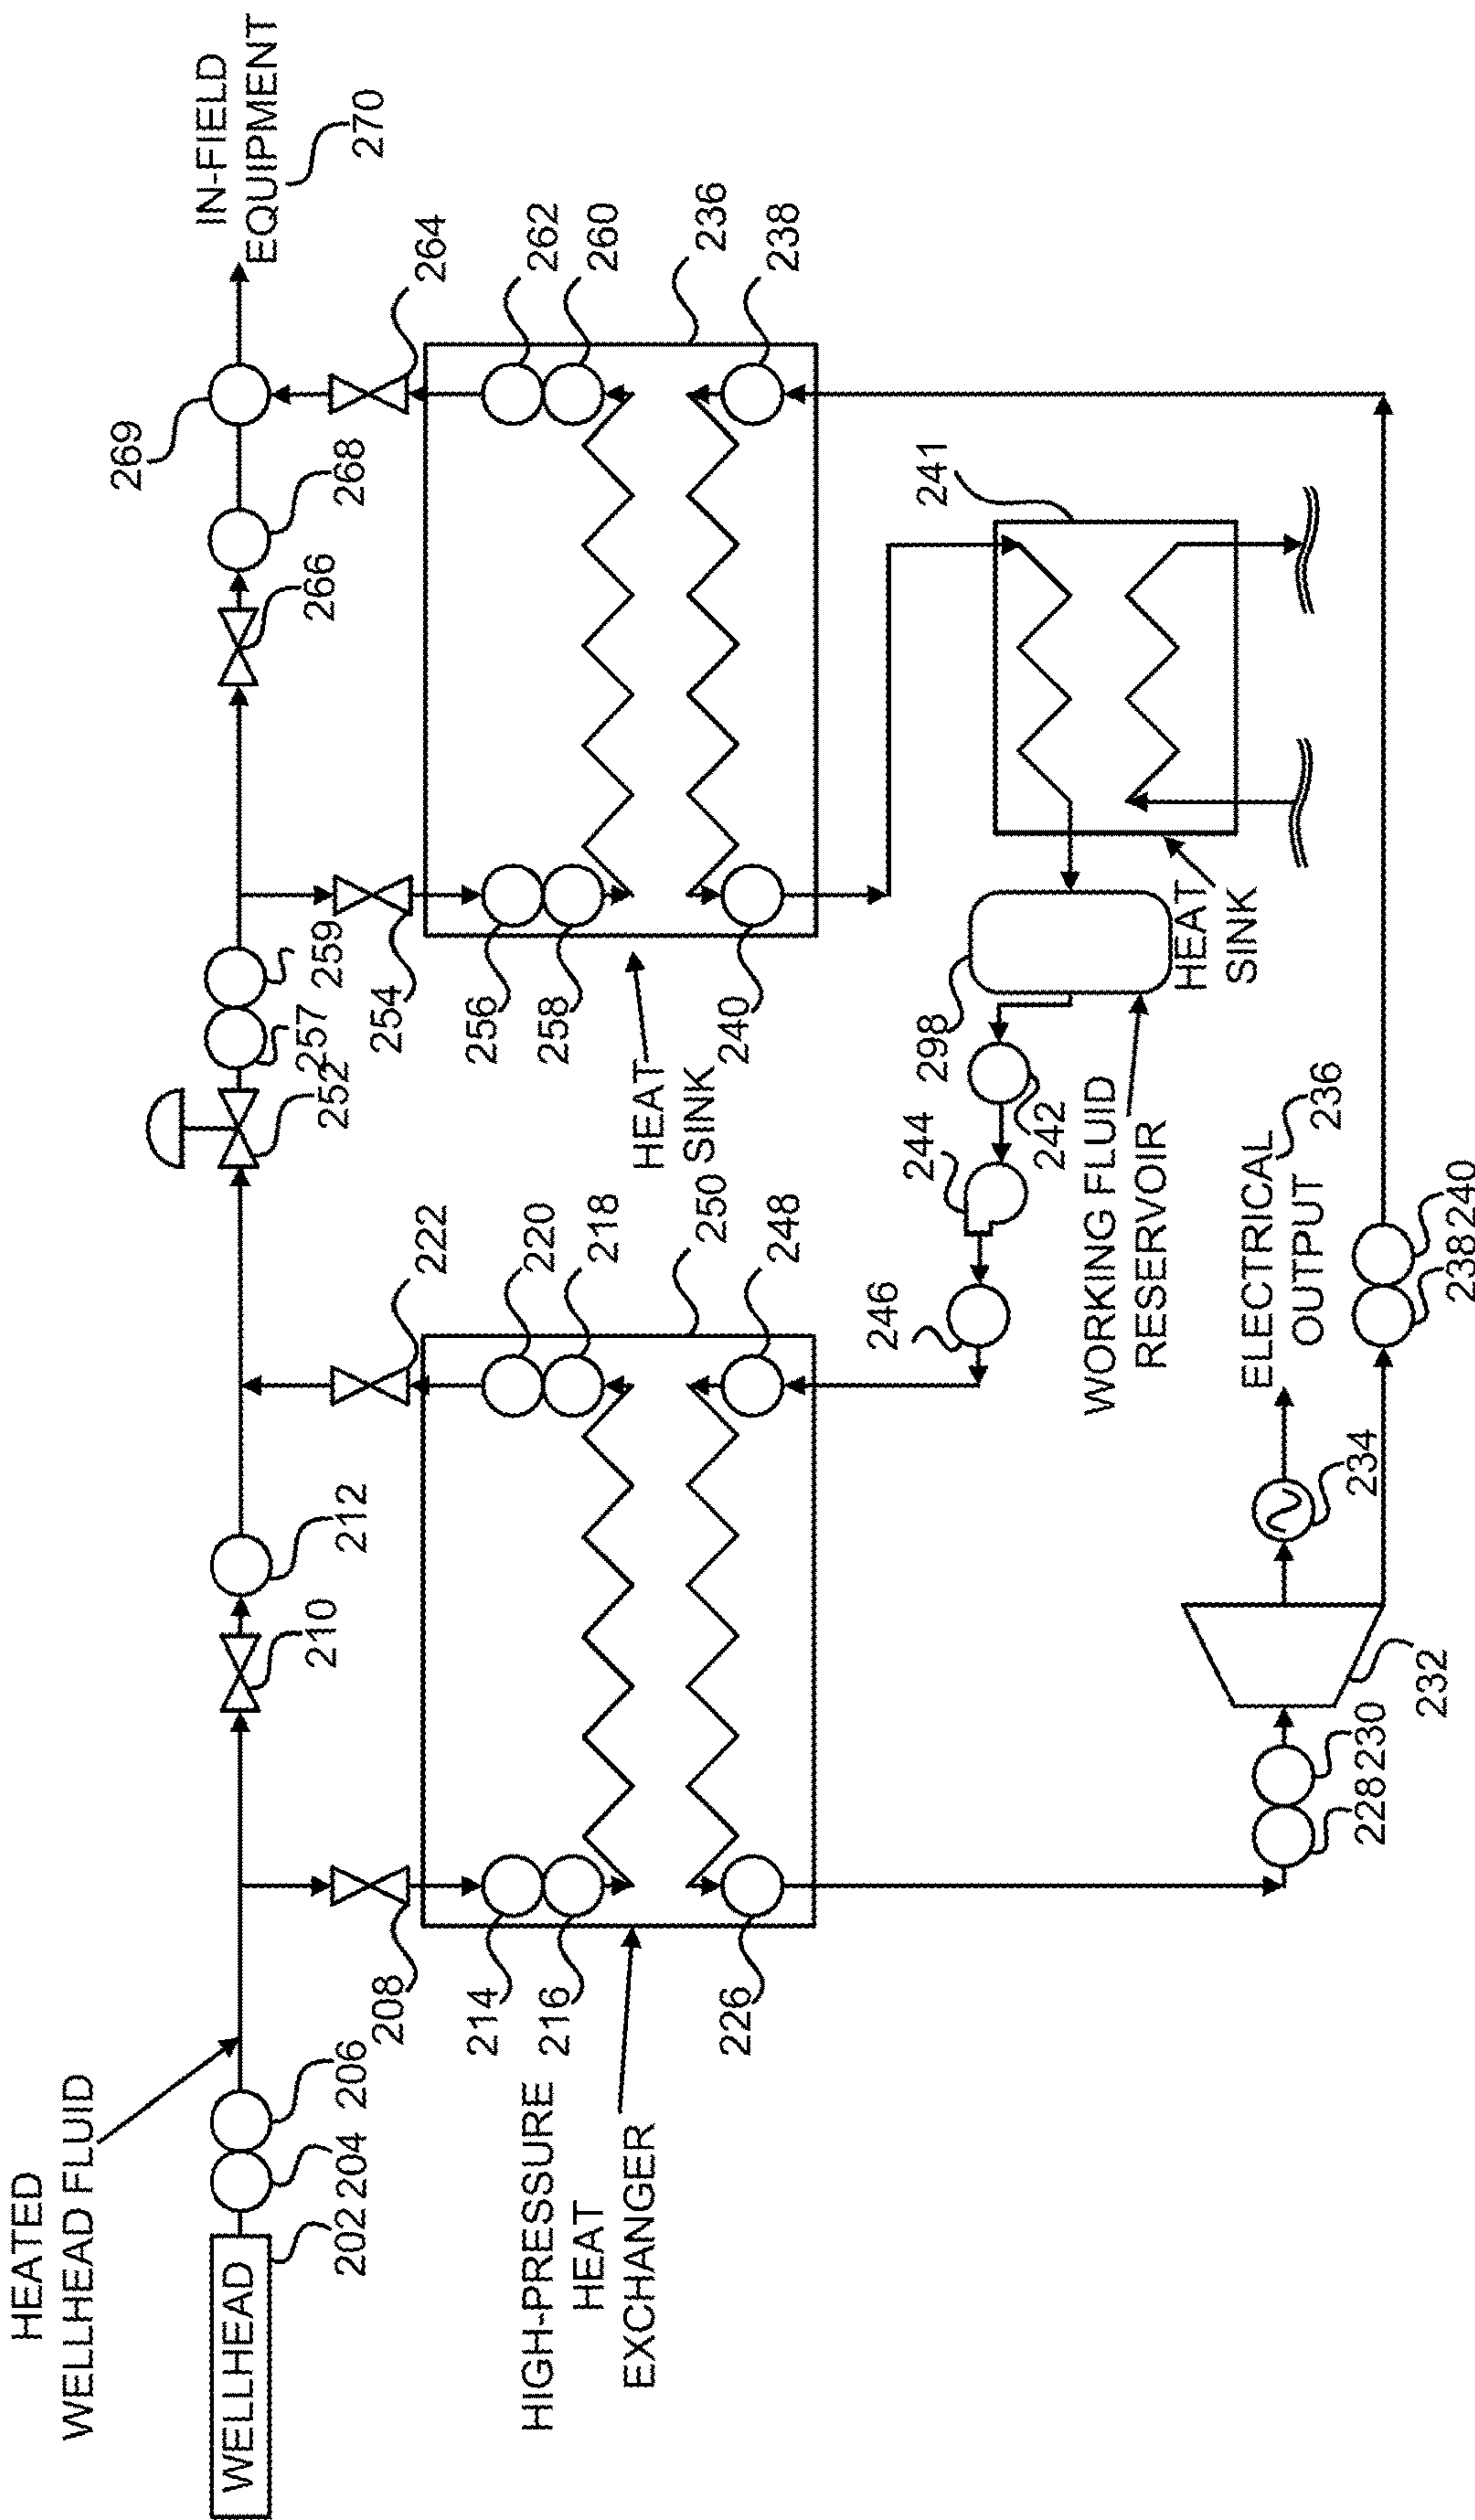 HEATED
WELLHEAD FLUID
WELLHEAD
202
204
206
208
210
212
222
252
257
259
254
266
268
269
264
IN-FIELD
EQUIPMENT
270
HIGH-PRESSURE
HEAT
EXCHANGER
214
216
226
220
218
250
248
HEAT
SINK
256
258
240
262
260
236
238
246
244
242
298
WORKING FLUID
RESERVOIR
HEAT
SINK
241
228
230
232
234
ELECTRICAL
OUTPUT
236
238
240